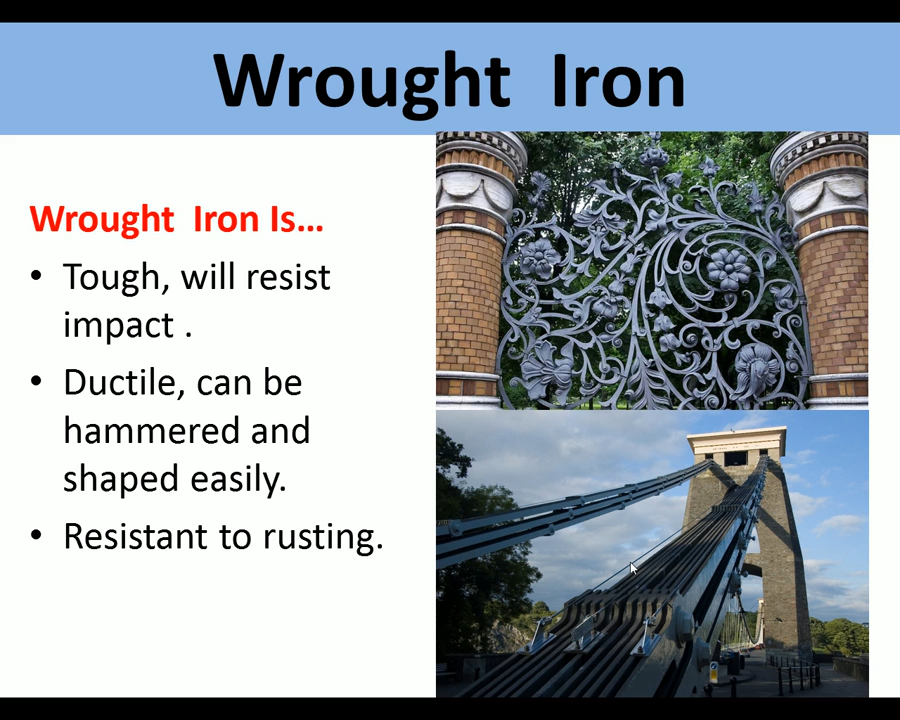 Wrought Iron
Wrought Iron Is...
• Tough, will resist
impact .
• Ductile, can be
hammered and
shaped easily.
• Resistant to rusting.